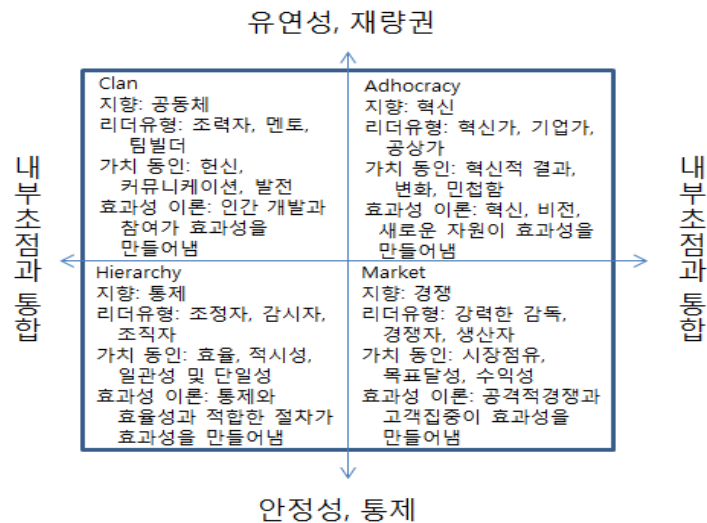 유연성, 재량권
내부초점과 통합
Clan
지향: 공동체
리더유형: 조력자, 멘토,
팀빌더
가치 동인: 헌신,
커뮤니케이션, 발전
효과성 이론: 인간 개발과
참여가 효과성을
만들어냄
Adhocracy
지향: 혁신
리더유형: 혁신가, 기업가,
공상가
가치 동인: 혁신적 결과,
변화, 민첩함
효과성 이론: 혁신, 비전,
새로운 자원이 효과성을
만들어냄
Hierarchy
지향: 통제
리더유형: 조정자, 감시자,
조직자
가치 동인: 효율, 적시성,
일관성 및 단일성
효과성 이론: 통제와
효율성과 적합한 절차가
효과성을 만들어냄
Market
지향: 경쟁
리더유형: 강력한 감독,
경쟁자, 생산자
가치 동인: 시장점유,
목표달성, 수익성
효과성 이론: 공격적경쟁과
고객집중이 효과성을
만들어냄
내부초점과 통합
안정성, 통제